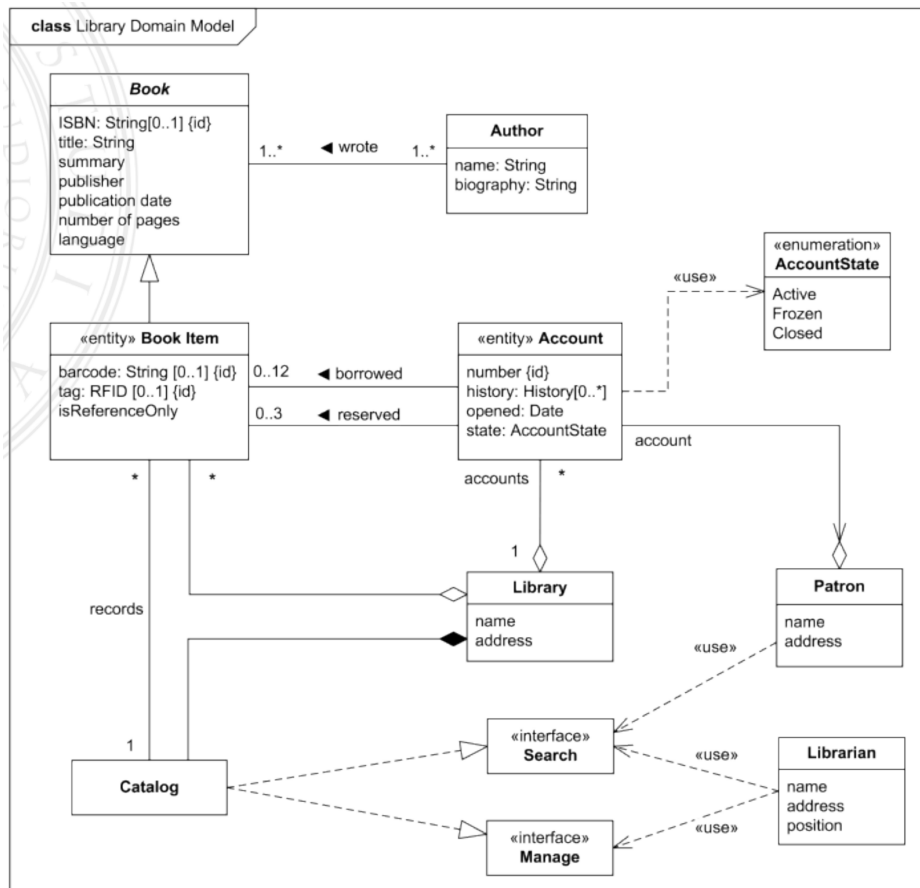 class Library Domain Model
Book
ISBN: String[0..1] {id}
title: String
summary
publisher
publication date
number of pages
language
1..* ◄ wrote 1..*
Author
name: String
biography: String
«enumeration»
AccountState
Active
Frozen
Closed
«use»
«entity» Book Item
barcode: String [0..1] {id}
tag: RFID [0..1] {id}
isReferenceOnly
0..12 ◄ borrowed
0..3 ◄ reserved
«entity» Account
number {id}
history: History[0..*]
opened: Date
state: AccountState
account
* *
accounts *
1
Library
name
address
records
Patron
name
address
«use»
1
Catalog
«interface»
Search
«use»
«use»
«interface»
Manage
Librarian
name
address
position